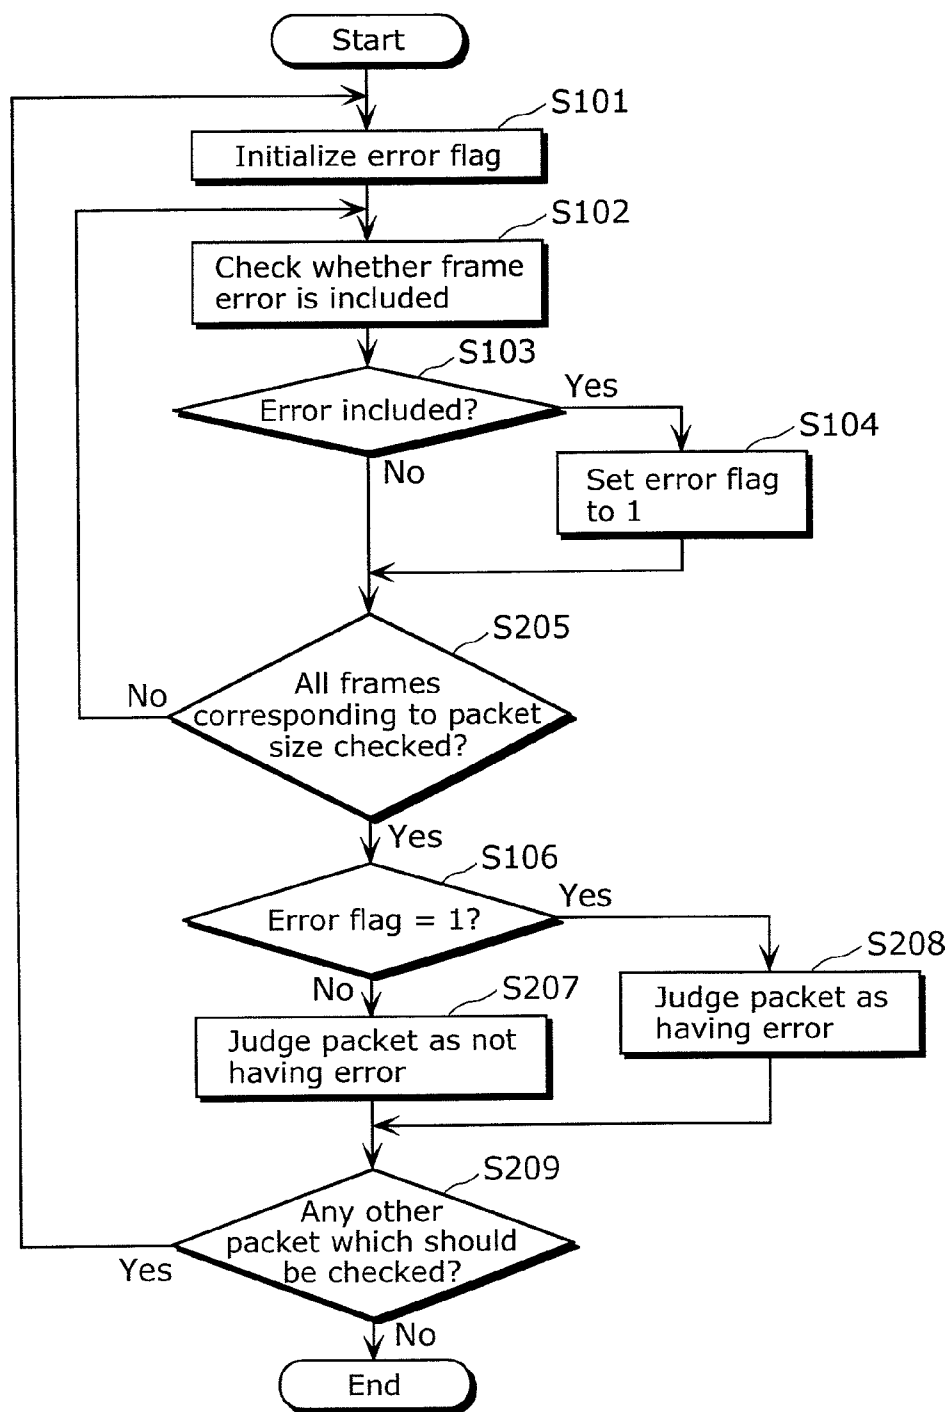 Start
S101
Initialize error flag
S102
Check whether frame
error is included
S103
Error included?
Yes
No
S104
Set error flag
to 1
S205
All frames
corresponding to packet
size checked?
No
Yes
S106
Error flag = 1?
Yes
No
S208
Judge packet as
having error
S207
Judge packet as not
having error
S209
Any other
packet which should
be checked?
Yes
No
End